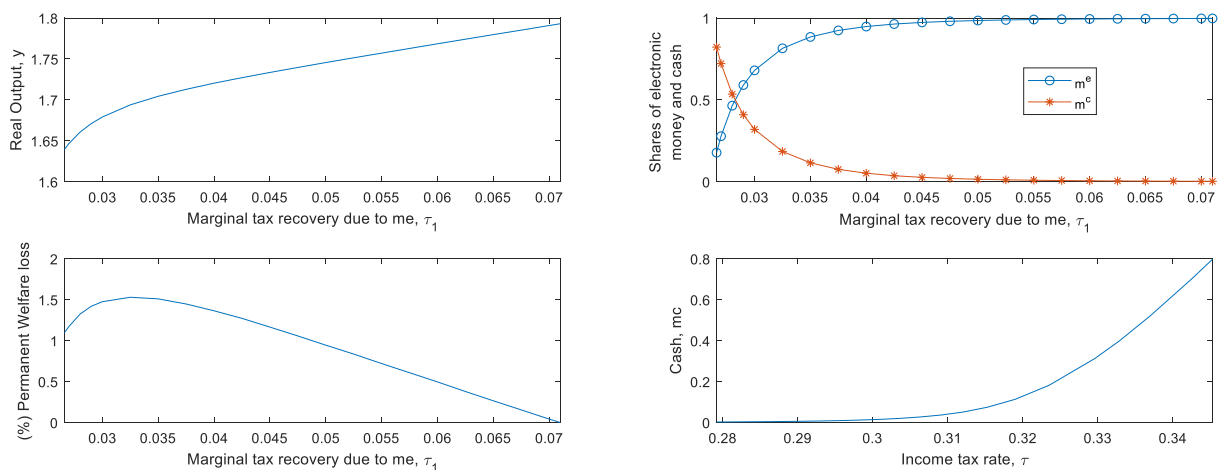 1.8
1.75
1.7
1.65
1.6
Real Output, y
0.03 0.035 0.04 0.045 0.05 0.055 0.06 0.065 0.07
Marginal tax recovery due to me, τ1
1
0.5
0
Shares of electronic
money and cash
m^e
m^c
0.03 0.035 0.04 0.045 0.05 0.055 0.06 0.065 0.07
Marginal tax recovery due to me, τ1
2
1.5
1
0.5
0
(%) Permanent Welfare loss
0.03 0.035 0.04 0.045 0.05 0.055 0.06 0.065 0.07
Marginal tax recovery due to me, τ1
0.8
0.6
0.4
0.2
0
Cash, mc
0.28 0.29 0.3 0.31 0.32 0.33 0.34
Income tax rate, τ